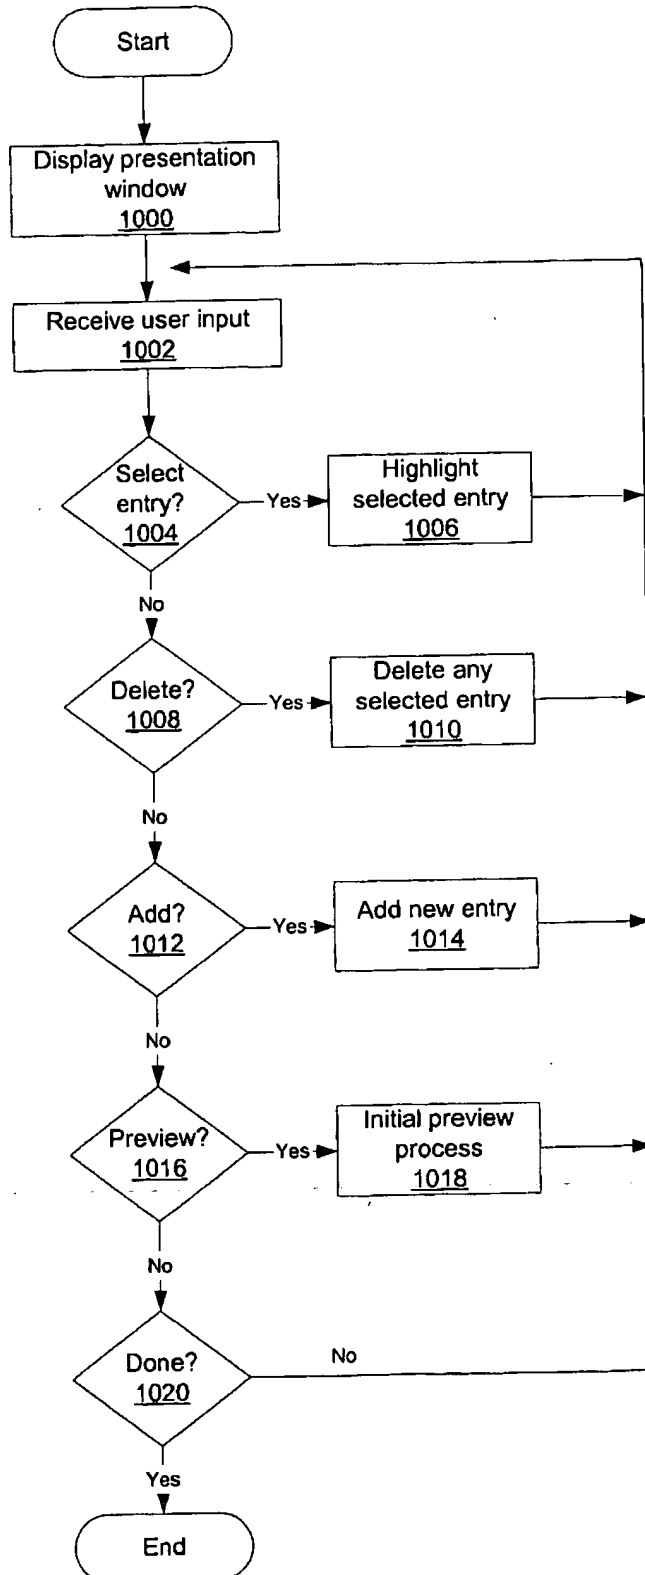 Start
Display presentation
window
1000
Receive user input
1002
Select
entry?
1004
Yes
Highlight
selected entry
1006
No
Delete?
1008
Yes
Delete any
selected entry
1010
No
Add?
1012
Yes
Add new entry
1014
No
Preview?
1016
Yes
Initial preview
process
1018
No
Done?
1020
No
Yes
End